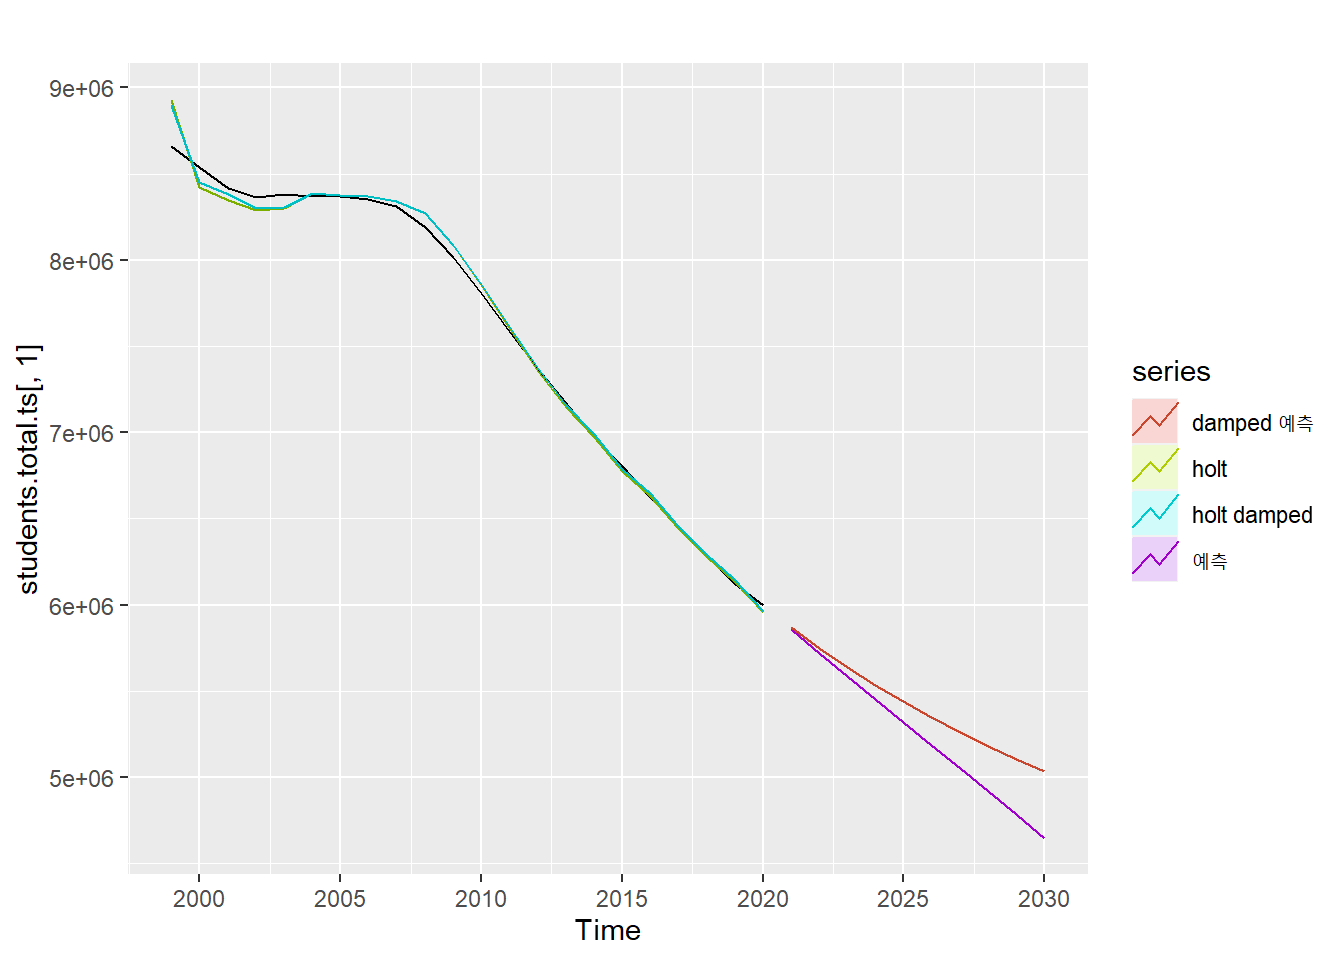 students.total.ts[, 1]
9e+06
8e+06
7e+06
6e+06
5e+06
2000
2005
2010
2015
2020
2025
2030
Time
series
damped 예측
holt
holt damped
예측